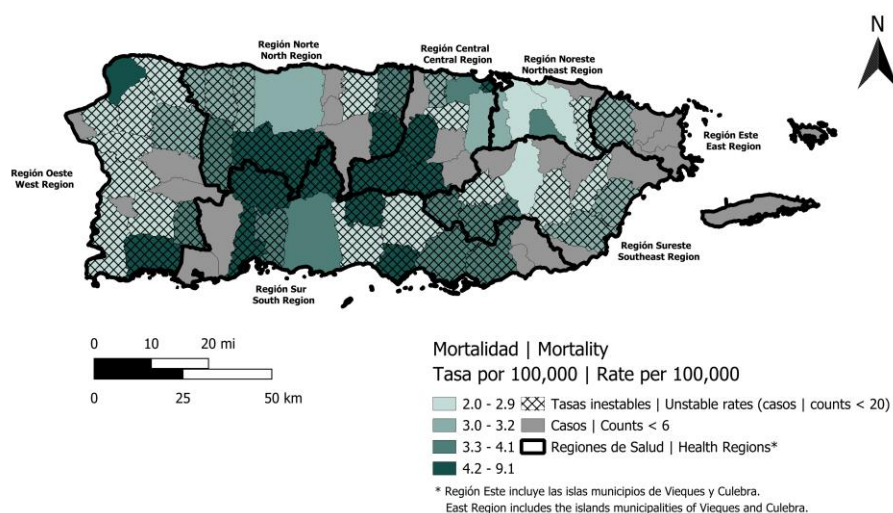 Región Norte
North Region
Región Central
Central Region
Región Noreste
Northeast Region
N
Región Este
East Region
Región Oeste
West Region
Región Sureste
Southeast Region
Región Sur
South Region
0 10 20 mi
0 25 50 km
Mortalidad | Mortality
Tasa por 100,000 | Rate per 100,000
2.0 - 2.9 Tasas inestables | Unstable rates (casos | counts < 20)
3.0 - 3.2 Casos | Counts < 6
3.3 - 4.1 Regiones de Salud | Health Regions*
4.2 - 9.1
* Región Este incluye las islas municipios de Vieques y Culebra.
East Region includes the islands municipalities of Vieques and Culebra.